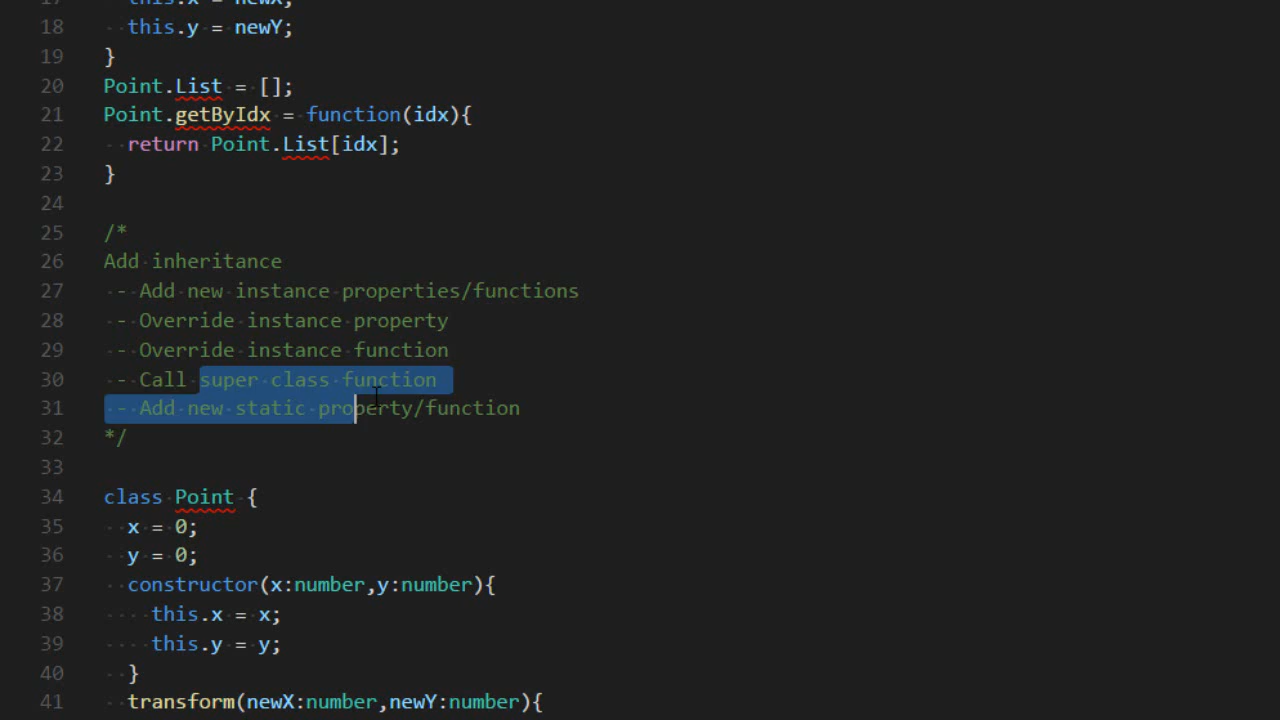 17 this.x = newX;
18 this.y = newY;
19 }
20 Point.List = [];
21 Point.getByIdx = function(idx){
22 return Point.List[idx];
23 }
24
25 /*
26 Add inheritance
27 - Add new instance properties/functions
28 - Override instance property
29 - Override instance function
30 - Call super class function
31 - Add new static property/function
32 */
33
34 class Point {
35 x = 0;
36 y = 0;
37 constructor(x:number,y:number){
38 this.x = x;
39 this.y = y;
40 }
41 transform(newX:number,newY:number){